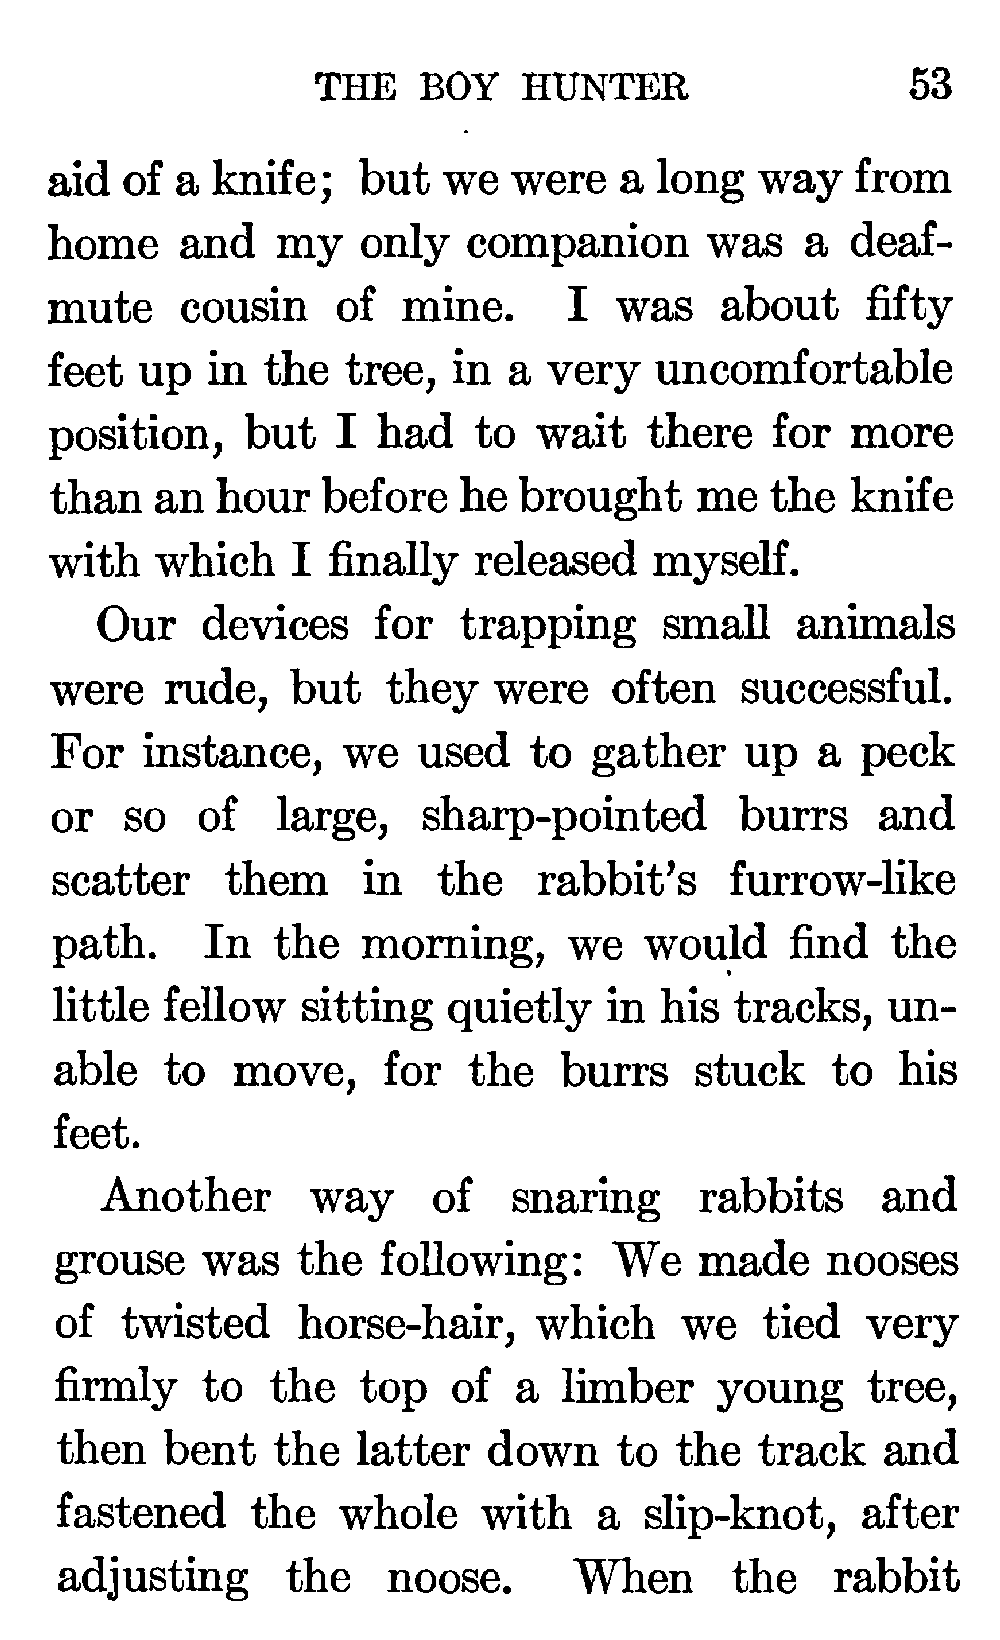 THE BOY HUNTER 53
aid of a knife; but we were a long way from
home and my only companion was a deaf-
mute cousin of mine. I was about fifty
feet up in the tree, in a very uncomfortable
position, but I had to wait there for more
than an hour before he brought me the knife
with which I finally released myself.
Our devices for trapping small animals
were rude, but they were often successful.
For instance, we used to gather up a peck
or so of large, sharp-pointed burrs and
scatter them in the rabbit's furrow-like
path. In the morning, we would find the
little fellow sitting quietly in his tracks, un-
able to move, for the burrs stuck to his
feet.
Another way of snaring rabbits and
grouse was the following: We made nooses
of twisted horse-hair, which we tied very
firmly to the top of a limber young tree,
then bent the latter down to the track and
fastened the whole with a slip-knot, after
adjusting the noose. When the rabbit